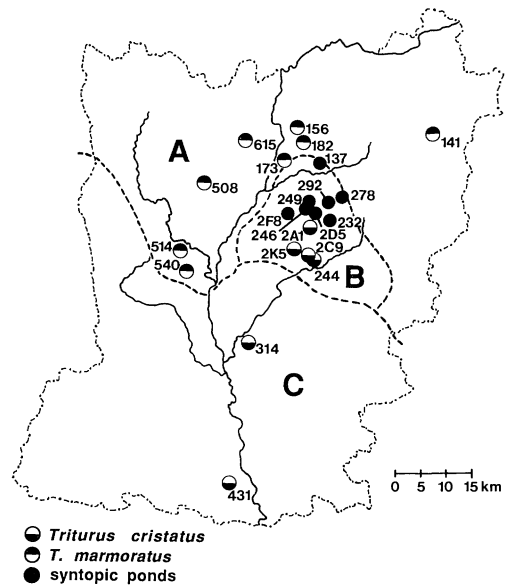 156
141
615
182
A
137
173
292
278
508
249
2F8
232
246 2A1 2D5
514
2C9
2K5
540
B
244
314
C
431
0 5 10 15 km
Triturus cristatus
T. marmoratus
syntopic ponds